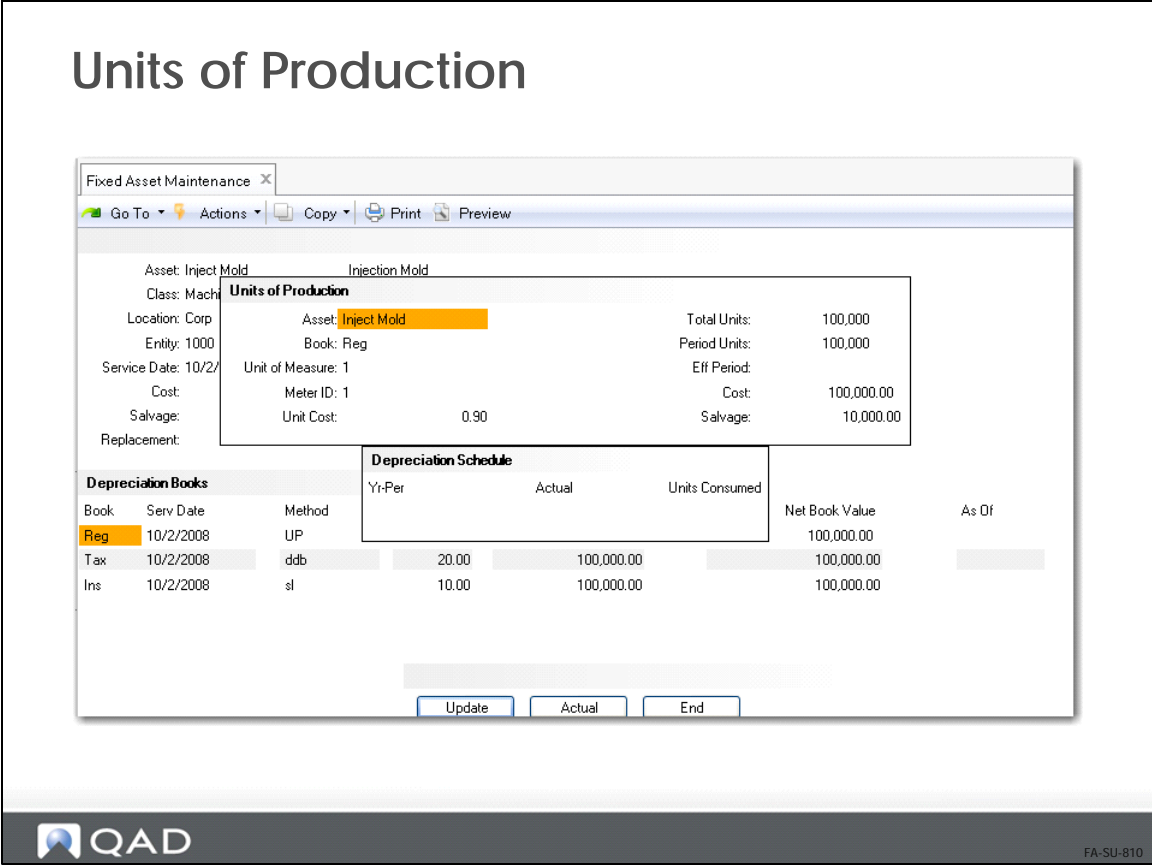 Units of Production
Fixed Asset Maintenance X
Go To Actions Copy Print Preview
Asset: Inject Mold Injection Mold
Class: Machi
Location: Corp
Entity: 1000
Service Date: 10/2/
Cost:
Salvage:
Replacement:
Units of Production
Asset: Inject Mold Total Units: 100,000
Book: Reg Period Units: 100,000
Unit of Measure: 1 Eff Period:
Meter ID: 1 Cost: 100,000.00
Unit Cost: 0.90 Salvage: 10,000.00
Depreciation Schedule
Yr-Per Actual Units Consumed
Depreciation Books
Book Serv Date Method Net Book Value As Of
Reg 10/2/2008 UP 100,000.00
Tax 10/2/2008 ddb 20.00 100,000.00 100,000.00
Ins 10/2/2008 sl 10.00 100,000.00 100,000.00
Update Actual End
QAD
FA-SU-810